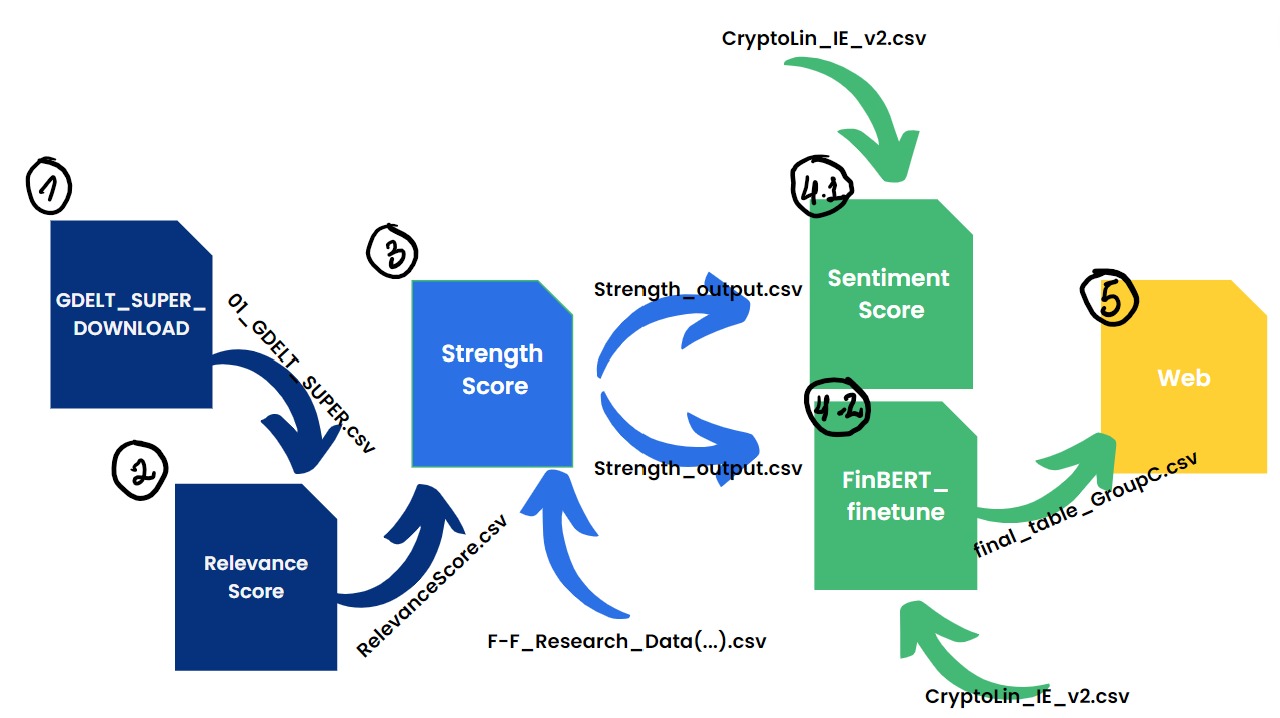 CryptoLin_IE_v2.csv
1
GDELT_SUPER_
DOWNLOAD
01_GDELT_SUPER.csv
2
Relevance
Score
RelevanceScore.csv
3
Strength
Score
F-F_Research_Data(...).csv
Strength_output.csv
Strength_output.csv
4.1
Sentiment
Score
4.2
FinBERT_
finetune
CryptoLin_IE_v2.csv
final_table_GroupC.csv
5
Web